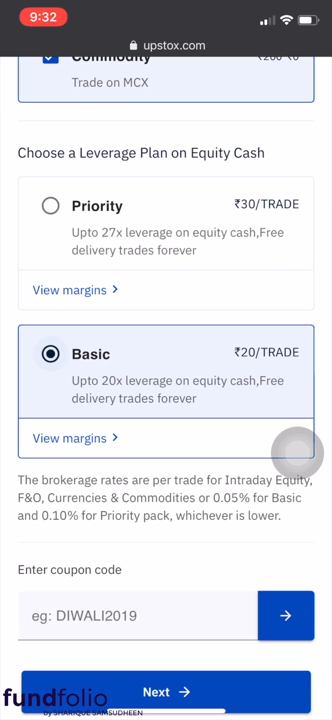 9:32
upstox.com
Commodity
₹200 ₹0
Trade on MCX
Choose a Leverage Plan on Equity Cash
Priority
₹30/TRADE
Upto 27x leverage on equity cash,Free
delivery trades forever
View margins
Basic
₹20/TRADE
Upto 20x leverage on equity cash,Free
delivery trades forever
View margins
The brokerage rates are per trade for Intraday Equity,
F&O, Currencies & Commodities or 0.05% for Basic
and 0.10% for Priority pack, whichever is lower.
Enter coupon code
eg: DIWALI2019
Next
fundfolio
by SHARIQUE SAMSUDHEEN